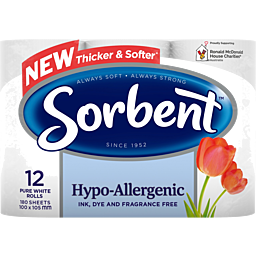 NEW Thicker & Softer*
Proudly Supporting
Ronald McDonald
House Charities®
ALWAYS SOFT • ALWAYS STRONG
Sorbent™
SINCE 1952
12
PURE WHITE
ROLLS
180 SHEETS
100 x 105 mm
Hypo-Allergenic
INK, DYE AND FRAGRANCE FREE